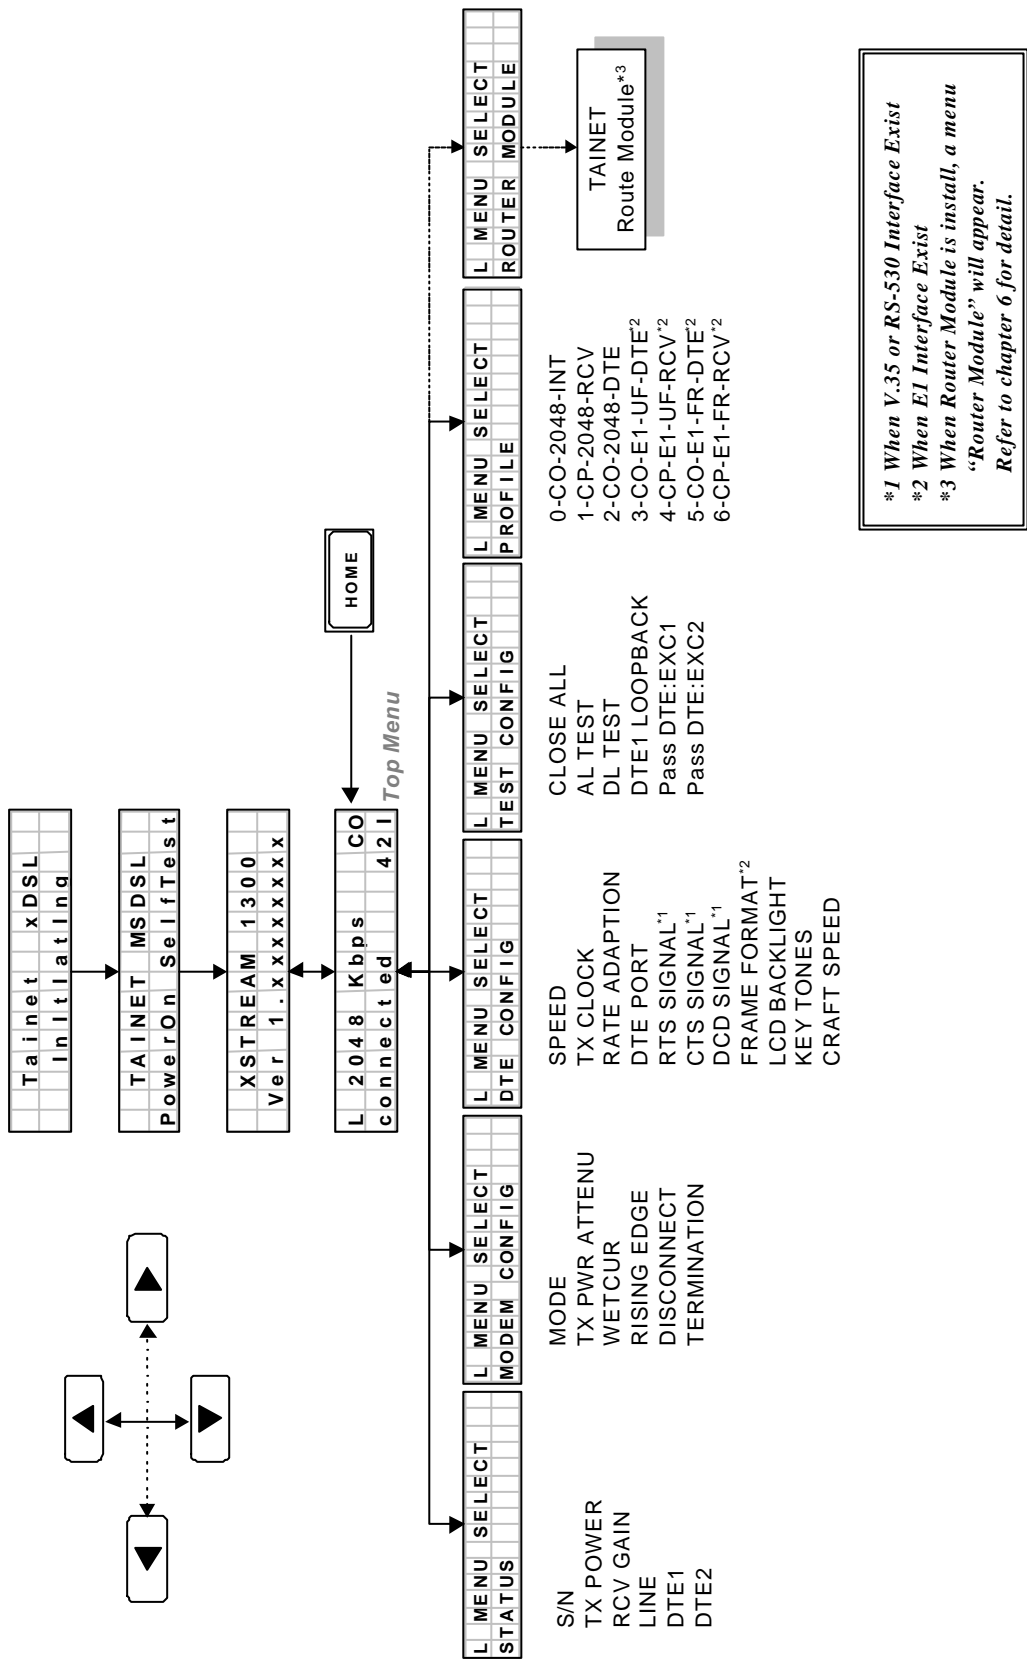 Tainet xDSL
InItIlatIng
TAINET MSDSL
PowerOn SelfTest
XSTREAM 1300
Ver 1.xxxxxxxx
L 2048 Kbps CO
connected 42I
Top Menu
HOME
L MENU SELECT
STATUS
S/N
TX POWER
RCV GAIN
LINE
DTE1
DTE2
L MENU SELECT
MODEM CONFIG
MODE
TX PWR ATTENU
WETCUR
RISING EDGE
DISCONNECT
TERMINATION
L MENU SELECT
DTE CONFIG
SPEED
TX CLOCK
RATE ADAPTION
DTE PORT
RTS SIGNAL*1
CTS SIGNAL*1
DCD SIGNAL*1
FRAME FORMAT*2
LCD BACKLIGHT
KEY TONES
CRAFT SPEED
L MENU SELECT
TEST CONFIG
CLOSE ALL
AL TEST
DL TEST
DTE1 LOOPBACK
Pass DTE:EXC1
Pass DTE:EXC2
L MENU SELECT
PROFILE
0-CO-2048-INT
1-CP-2048-RCV
2-CO-2048-DTE
3-CO-E1-UF-DTE*2
4-CP-E1-UF-RCV*2
5-CO-E1-FR-DTE*2
6-CP-E1-FR-RCV*2
L MENU SELECT
ROUTER MODULE
TAINET
Route Module*3
*1 When V.35 or RS-530 Interface Exist
*2 When E1 Interface Exist
*3 When Router Module is install, a menu
“Router Module” will appear.
Refer to chapter 6 for detail.